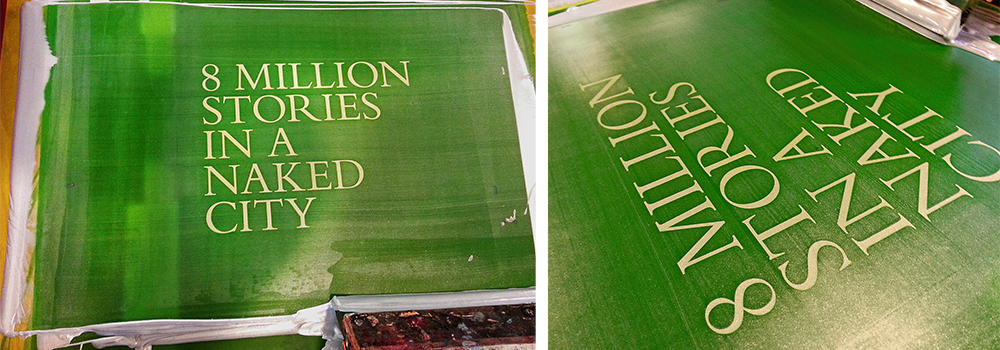 8 MILLION
STORIES
IN A
NAKED
CITY
8 MILLION
STORIES
IN A
NAKED
CITY